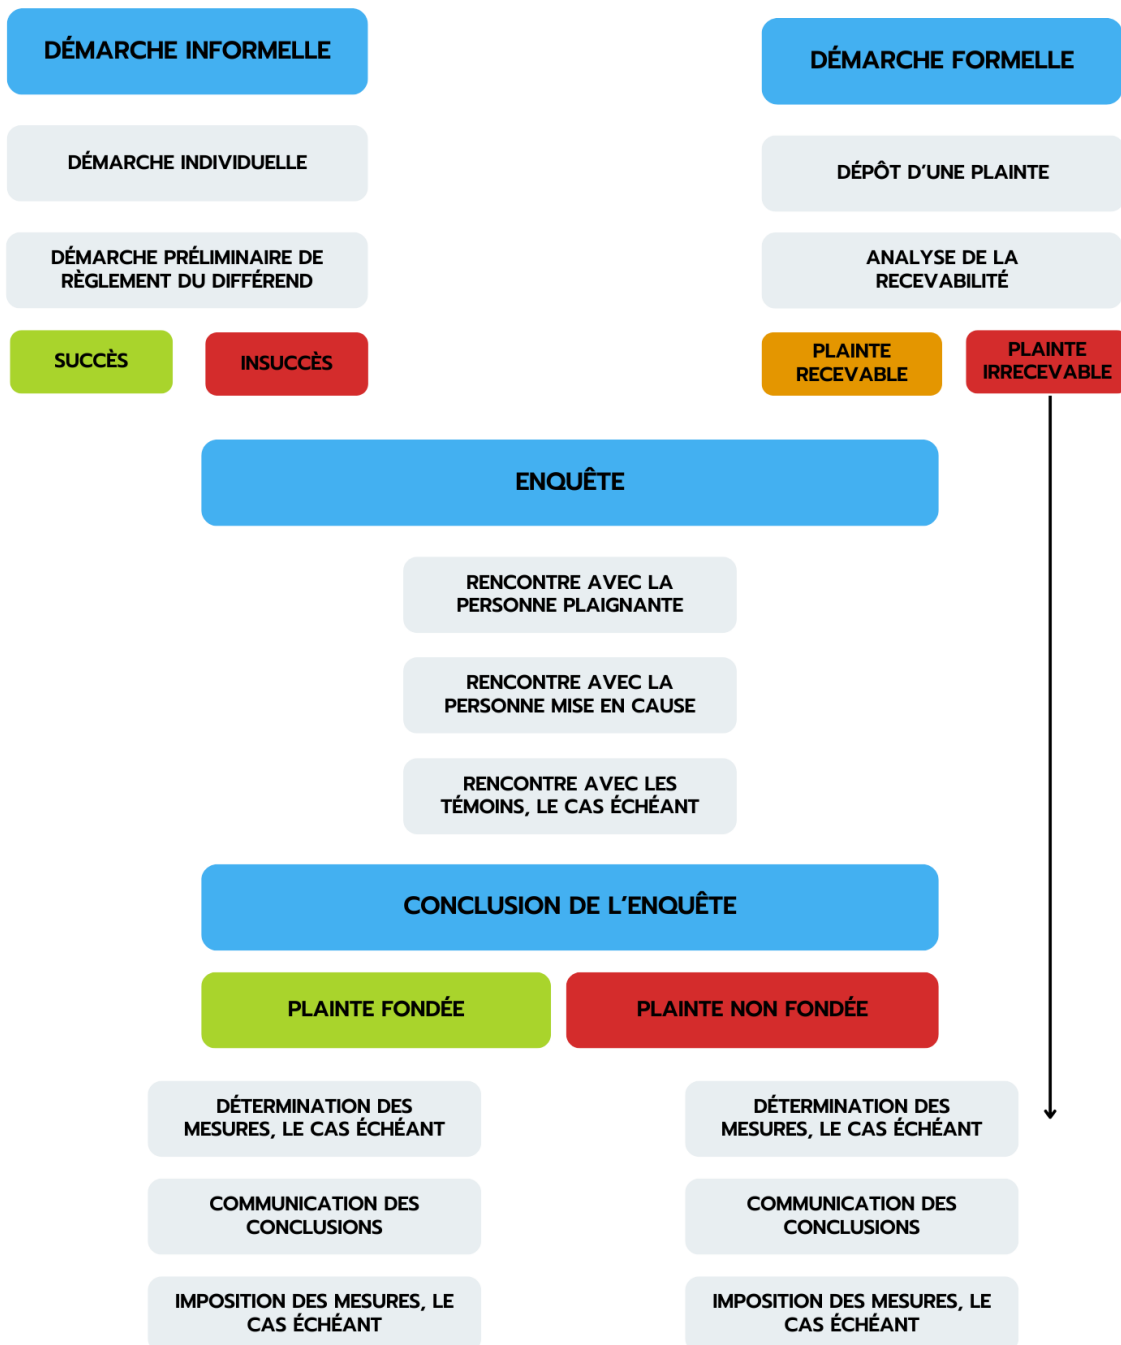 DÉMARCHE INFORMELLE
DÉMARCHE INDIVIDUELLE
DÉMARCHE PRÉLIMINAIRE DE
RÈGLEMENT DU DIFFÉREND
SUCCÈS
INSUCCÈS
DÉMARCHE FORMELLE
DÉPÔT D'UNE PLAINTE
ANALYSE DE LA
RECEVABILITÉ
PLAINTE
RECEVABLE
PLAINTE
IRRECEVABLE
ENQUÊTE
RENCONTRE AVEC LA
PERSONNE PLAIGNANTE
RENCONTRE AVEC LA
PERSONNE MISE EN CAUSE
RENCONTRE AVEC LES
TÉMOINS, LE CAS ÉCHÉANT
CONCLUSION DE L'ENQUÊTE
PLAINTE FONDÉE
PLAINTE NON FONDÉE
DÉTERMINATION DES
MESURES, LE CAS ÉCHÉANT
COMMUNICATION DES
CONCLUSIONS
IMPOSITION DES MESURES, LE
CAS ÉCHÉANT
DÉTERMINATION DES
MESURES, LE CAS ÉCHÉANT
COMMUNICATION DES
CONCLUSIONS
IMPOSITION DES MESURES, LE
CAS ÉCHÉANT